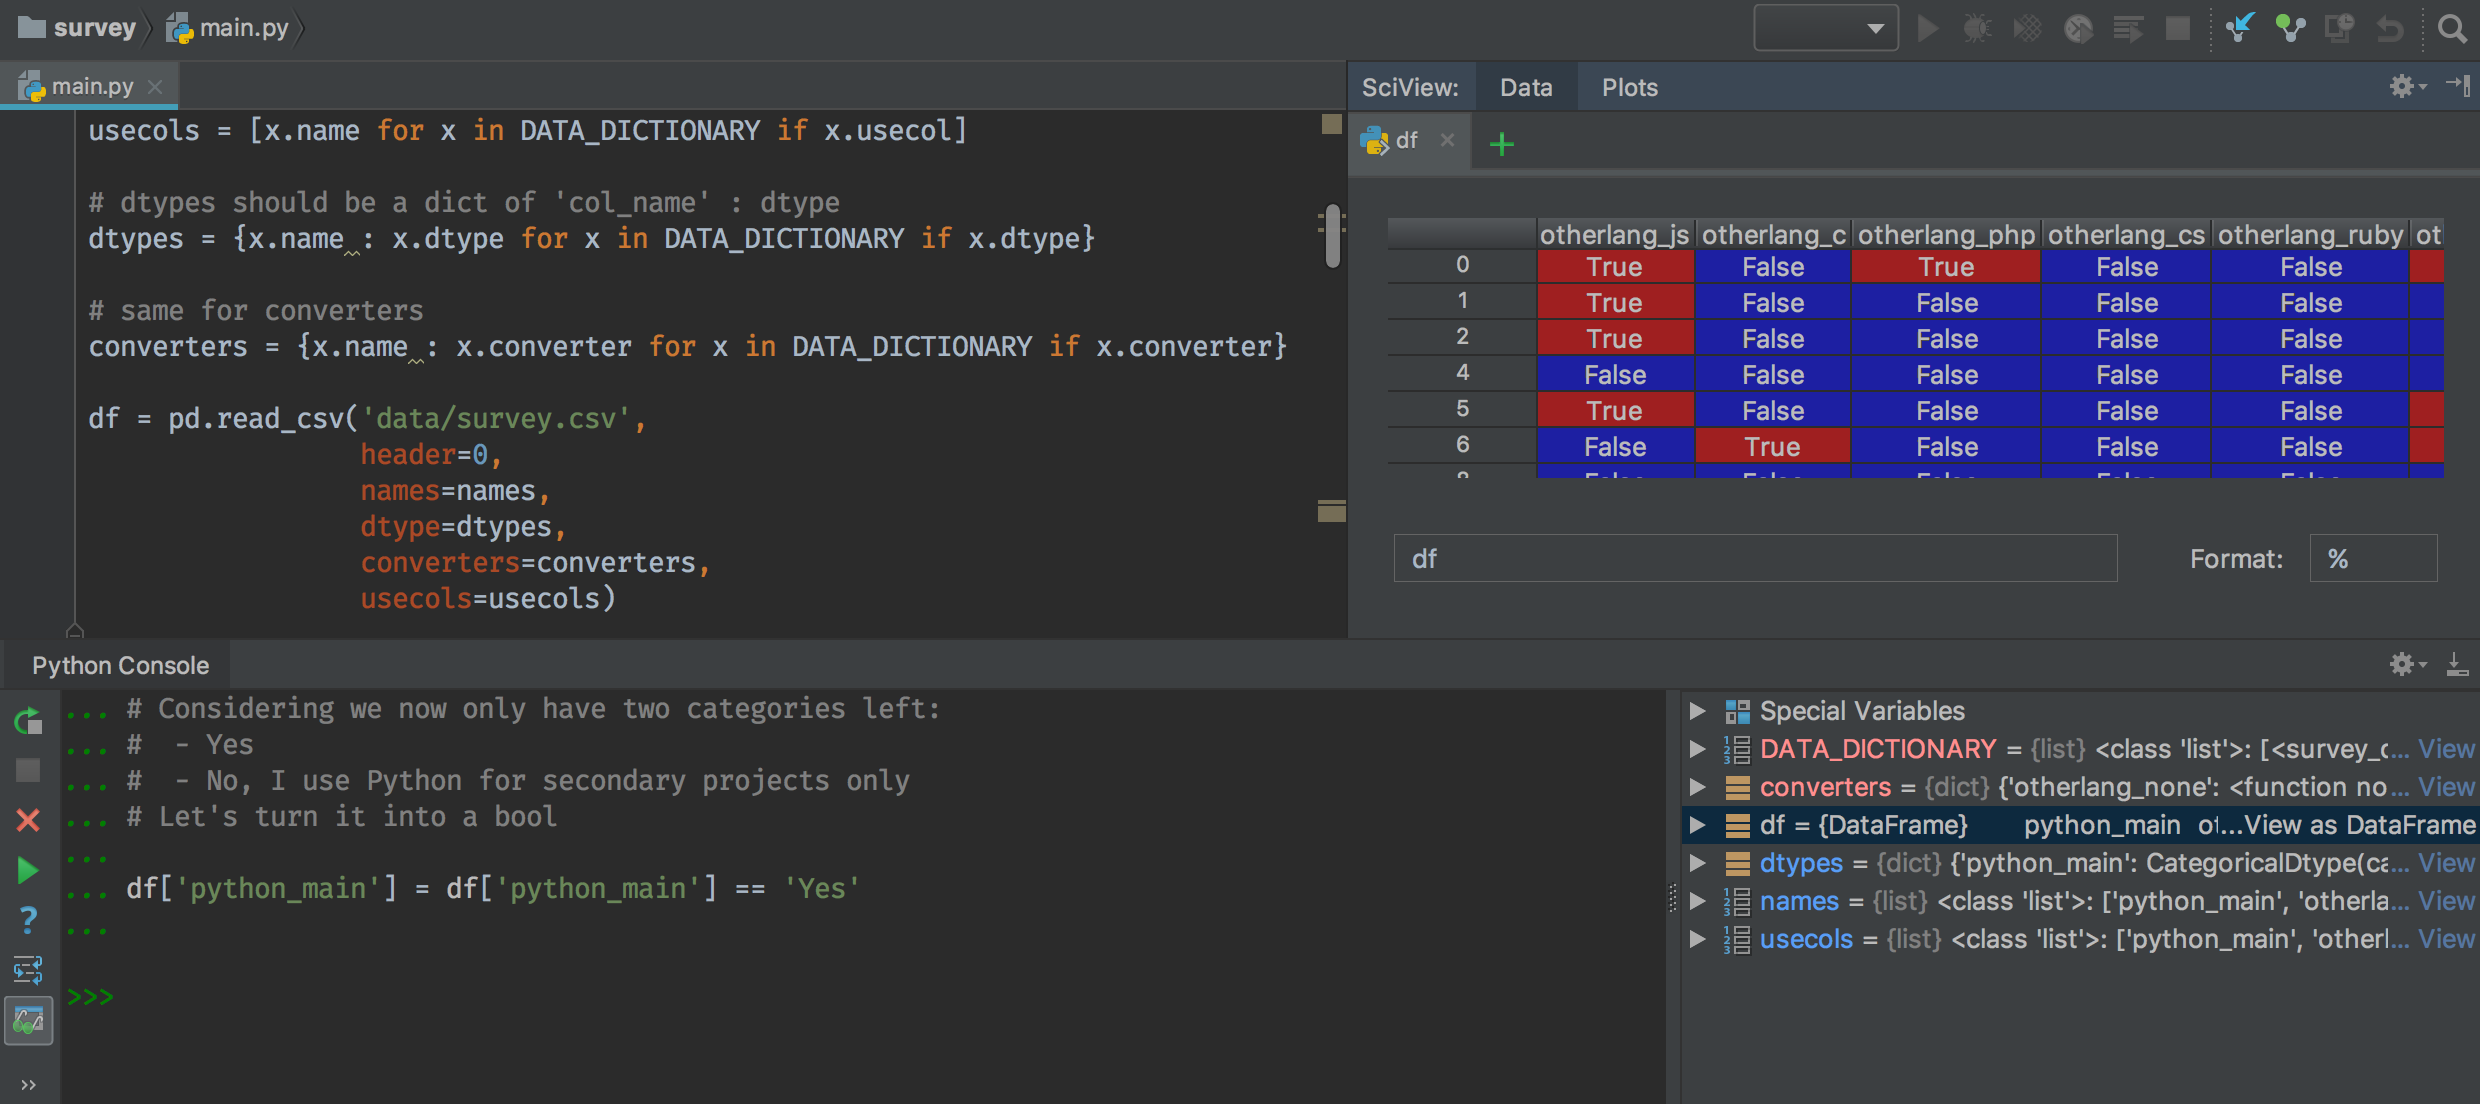 survey main.py
main.py
usecols = [x.name for x in DATA_DICTIONARY if x.usecol]
# dtypes should be a dict of 'col_name' : dtype
dtypes = {x.name : x.dtype for x in DATA_DICTIONARY if x.dtype}
# same for converters
converters = {x.name : x.converter for x in DATA_DICTIONARY if x.converter}
df = pd.read_csv('data/survey.csv',
header=0,
names=names,
dtype=dtypes,
converters=converters,
usecols=usecols)
SciView: Data Plots
df
otherlang_js otherlang_c otherlang_php otherlang_cs otherlang_ruby ot
0 True False True False False
1 True False False False False
2 True False False False False
4 False False False False False
5 True False False False False
6 False True False False False
df Format: %
Python Console
... # Considering we now only have two categories left:
... #  - Yes
... #  - No, I use Python for secondary projects only
... # Let's turn it into a bool
...
... df['python_main'] = df['python_main'] == 'Yes'
...
>>>
Special Variables
DATA_DICTIONARY = {list} <class 'list'>: [<survey_c... View
converters = {dict} {'otherlang_none': <function no... View
df = {DataFrame} python_main ot...View as DataFrame
dtypes = {dict} {'python_main': CategoricalDtype(ca... View
names = {list} <class 'list'>: ['python_main', 'otherla... View
usecols = {list} <class 'list'>: ['python_main', 'otherl... View